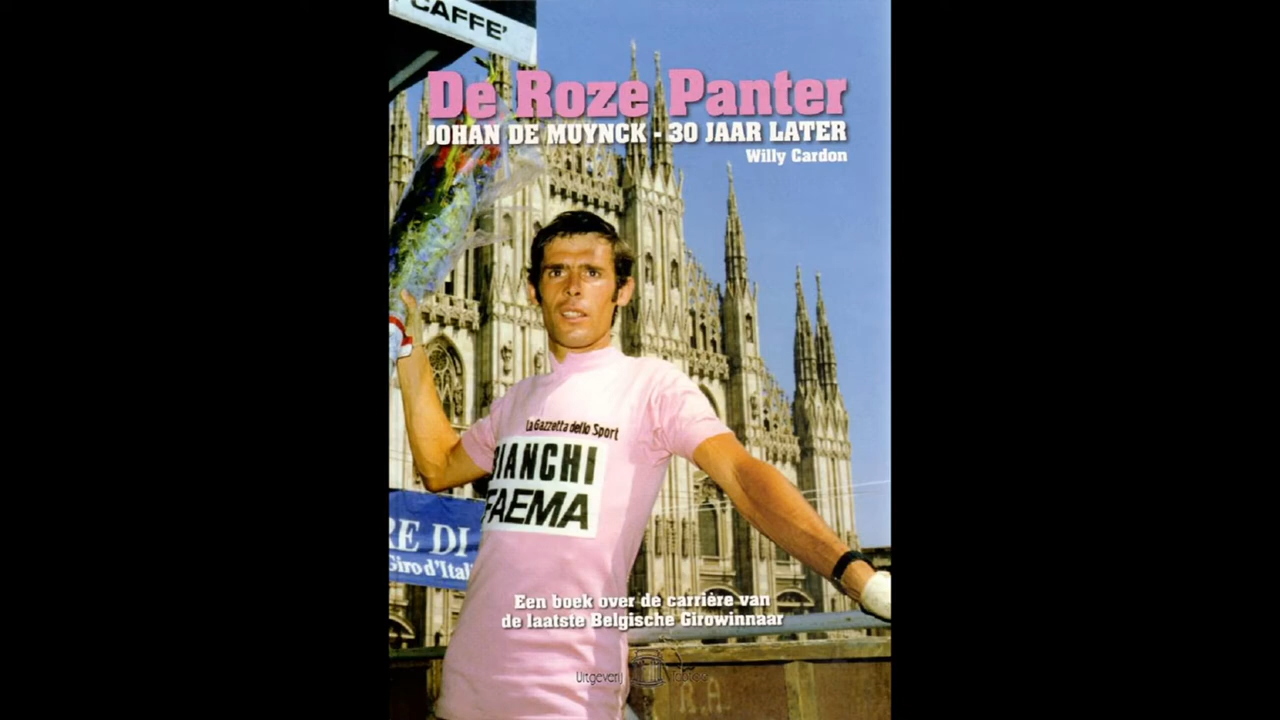 CAFFE'
De Roze Panter
JOHAN DE MUYNCK - 30 JAAR LATER
Willy Cardon
La Gazzetta dello Sport
BIANCHI
FAEMA
RE DI
Giro d'Ital
Een boek over de carrière van
de laatste Belgische Girowinnaar
Uitgeverij
R.A.